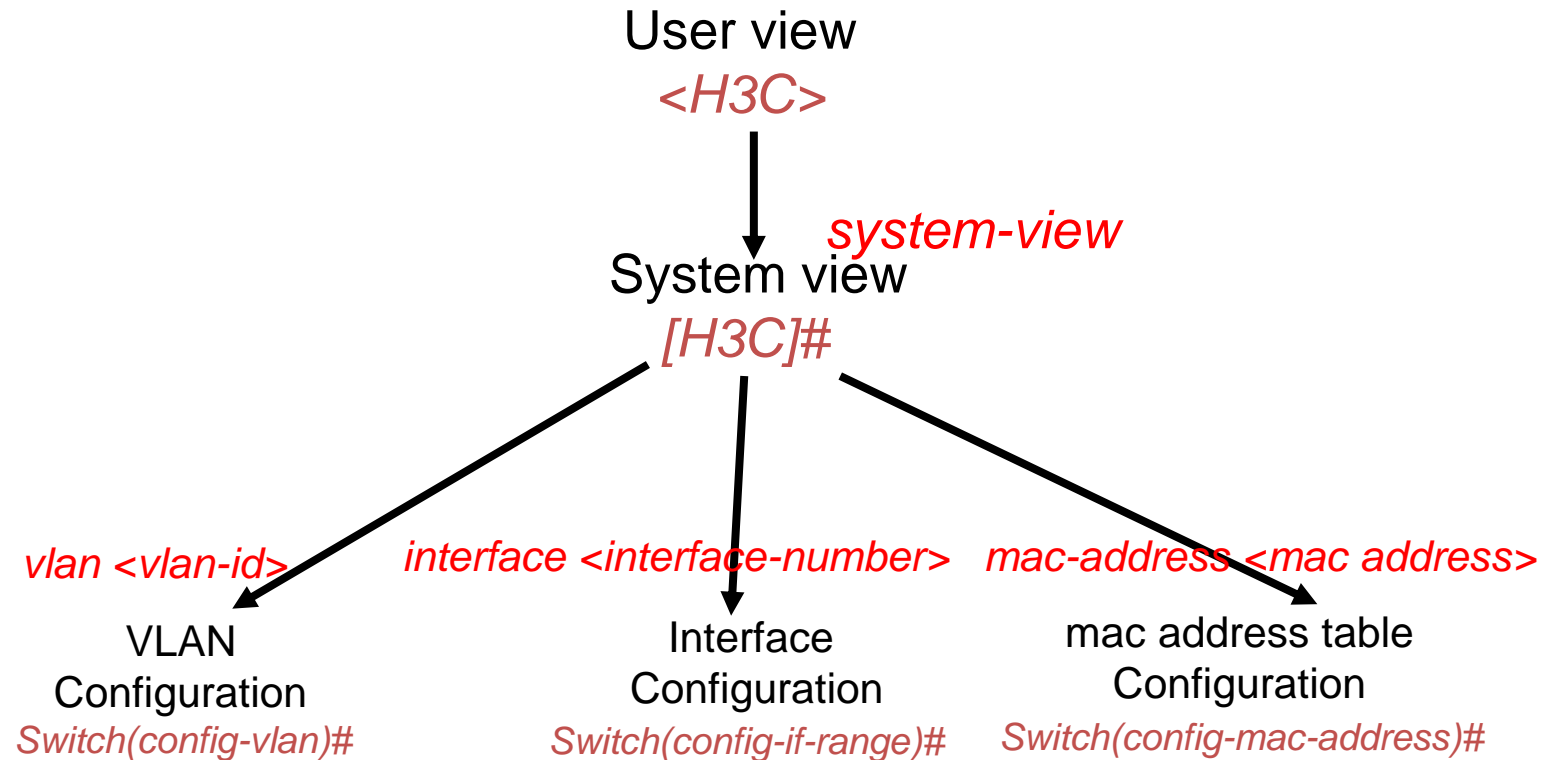 User view
<H3C>
system-view
System view
[H3C]#
vlan <vlan-id>
interface <interface-number>
mac-address <mac address>
VLAN
Configuration
Switch(config-vlan)#
Interface
Configuration
Switch(config-if-range)#
mac address table
Configuration
Switch(config-mac-address)#